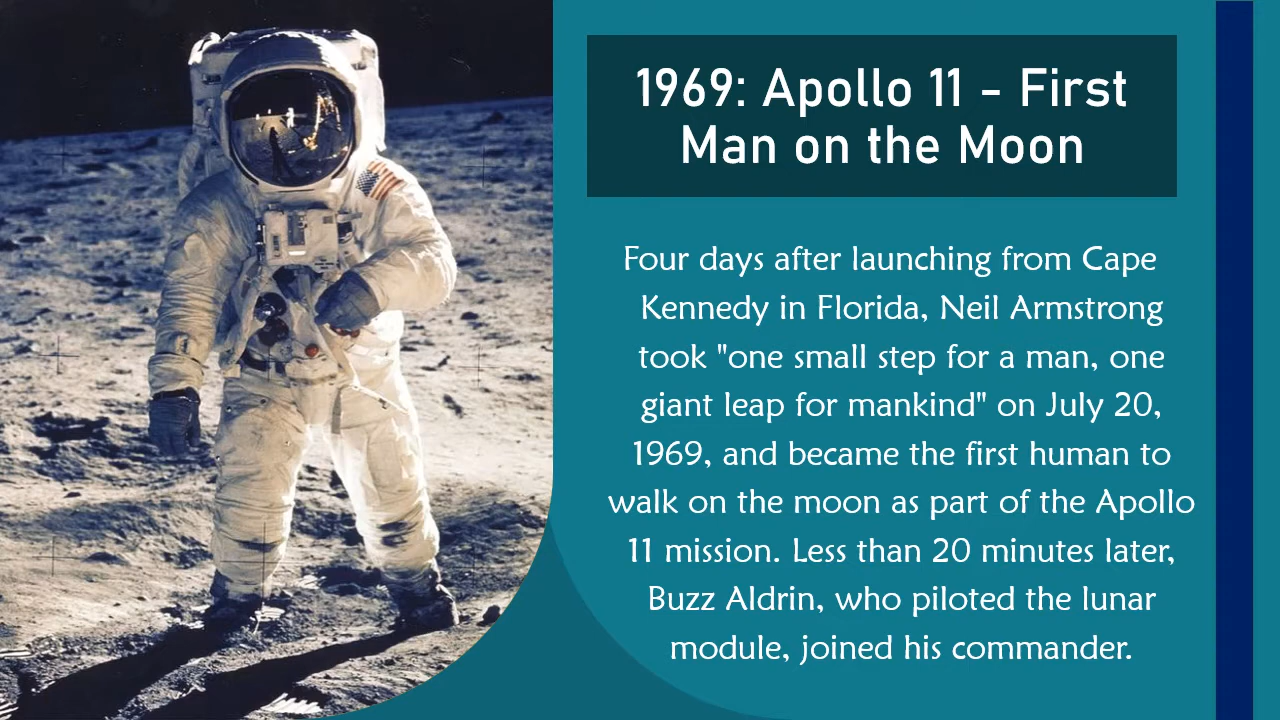 1969: Apollo 11 - First
Man on the Moon
Four days after launching from Cape
Kennedy in Florida, Neil Armstrong
took "one small step for a man, one
giant leap for mankind" on July 20,
1969, and became the first human to
walk on the moon as part of the Apollo
11 mission. Less than 20 minutes later,
Buzz Aldrin, who piloted the lunar
module, joined his commander.